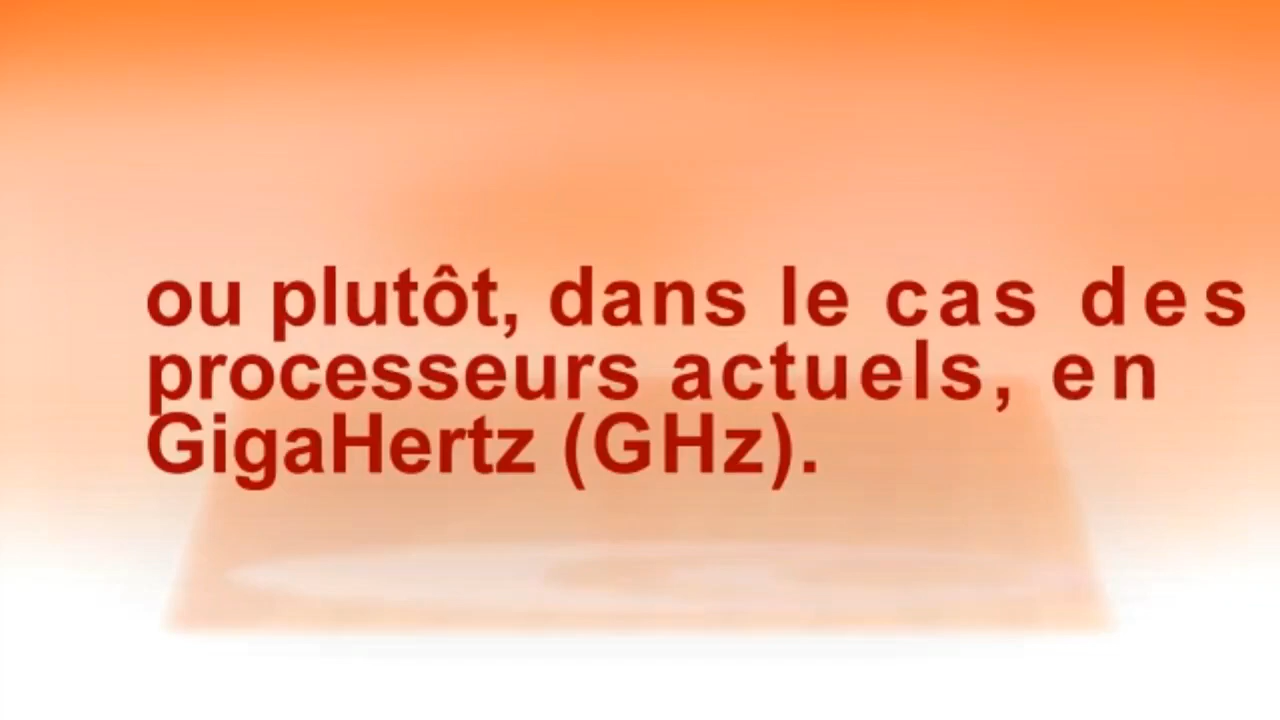 ou plutôt, dans le cas des
processeurs actuels, en
GigaHertz (GHz).